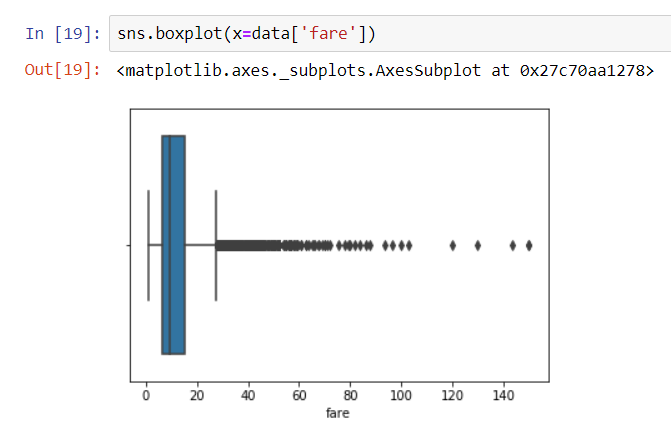 In [19]: sns.boxplot(x=data['fare'])
Out[19]: <matplotlib.axes._subplots.AxesSubplot at 0x27c70aa1278>
0 20 40 60 80 100 120 140
fare